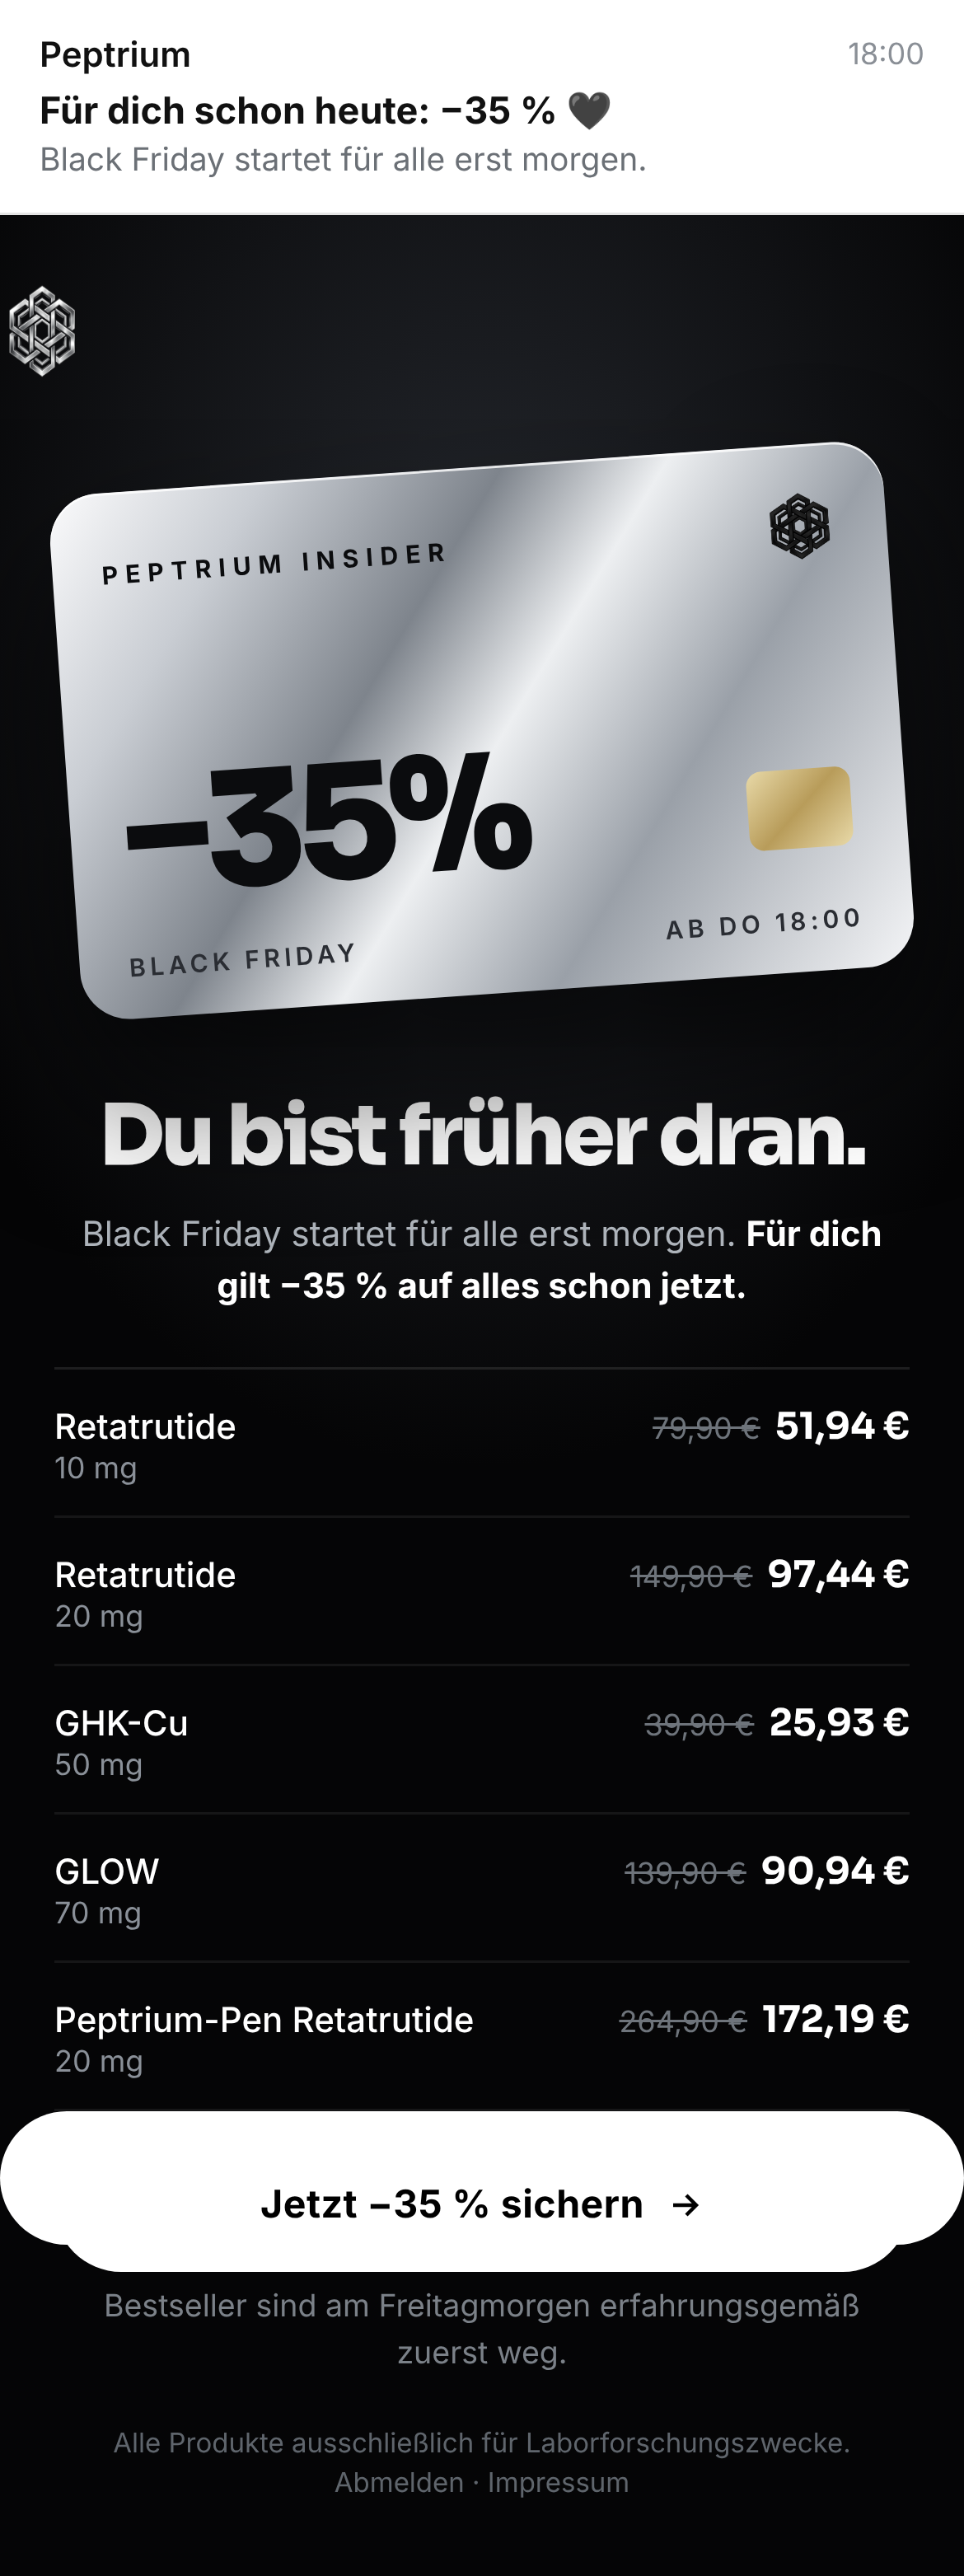 Peptrium 18:00
Für dich schon heute: −35 % 🖤
Black Friday startet für alle erst morgen.
PEPTRIUM INSIDER
−35%
BLACK FRIDAY
AB DO 18:00
Du bist früher dran.
Black Friday startet für alle erst morgen. Für dich
gilt −35 % auf alles schon jetzt.
Retatrutide 79,90 € 51,94 €
10 mg
Retatrutide 149,90 € 97,44 €
20 mg
GHK-Cu 39,90 € 25,93 €
50 mg
GLOW 139,90 € 90,94 €
70 mg
Peptrium-Pen Retatrutide 264,90 € 172,19 €
20 mg
Jetzt −35 % sichern →
Bestseller sind am Freitagmorgen erfahrungsgemäß
zuerst weg.
Alle Produkte ausschließlich für Laborforschungszwecke.
Abmelden · Impressum